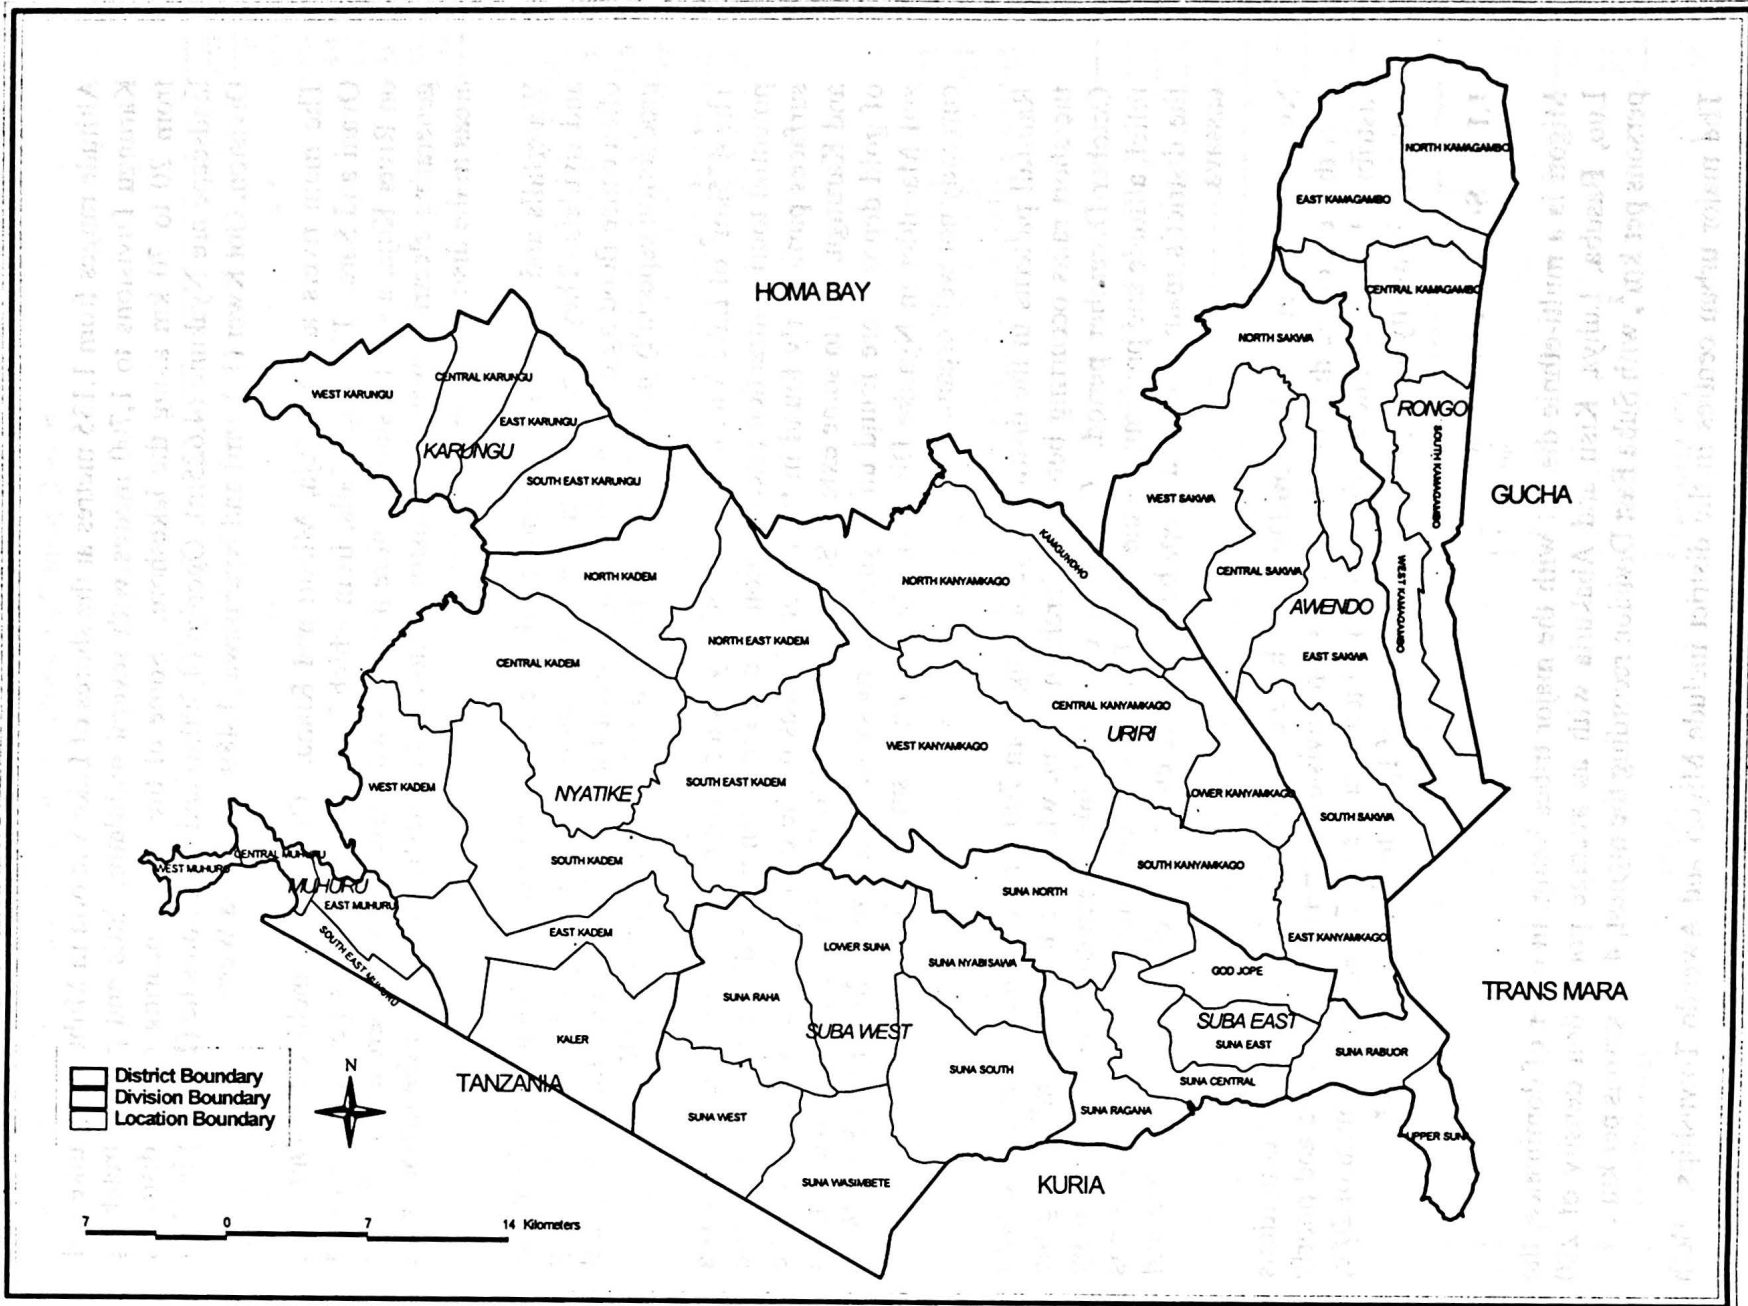 NORTH KAMAGAMBO
EAST KAMAGAMBO
HOMA BAY
CENTRAL KAMAGAMBO
NORTH SAKWA
WEST KARUNGU
CENTRAL KARUNGU
EAST KARUNGU
KARUNGU
RONGO
SOUTH KAMAGAMBO
SOUTH EAST KARUNGU
WEST SAKWA
GUCHA
KAMGUNDHO
NORTH KADEM
NORTH KANYAMKAGO
CENTRAL SAKWA
WEST KAMAGAMBO
AWENDO
NORTH EAST KADEM
CENTRAL KADEM
EAST SAKWA
CENTRAL KANYAMKAGO
URIRI
WEST KANYAMKAGO
WEST KADEM
NYATIKE
SOUTH EAST KADEM
LOWER KANYAMKAGO
SOUTH SAKWA
WEST MUHURU
CENTRAL MUHURU
MUHURU
EAST MUHURU
SOUTH EAST MUHURU
SOUTH KADEM
SOUTH KANYAMKAGO
SUNA NORTH
EAST KADEM
LOWER SUNA
EAST KANYAMKAGO
SUNA NYABISAWA
GOD JOPE
TRANS MARA
SUNA RAHA
SUBA WEST
SUBA EAST
KALER
SUNA EAST
SUNA RABUOR
SUNA SOUTH
TANZANIA
SUNA CENTRAL
SUNA WEST
SUNA RAGANA
UPPER SUNA
SUNA WASIMBETE
KURIA
District Boundary
Division Boundary
Location Boundary
N
7 0 7 14 Kilometers